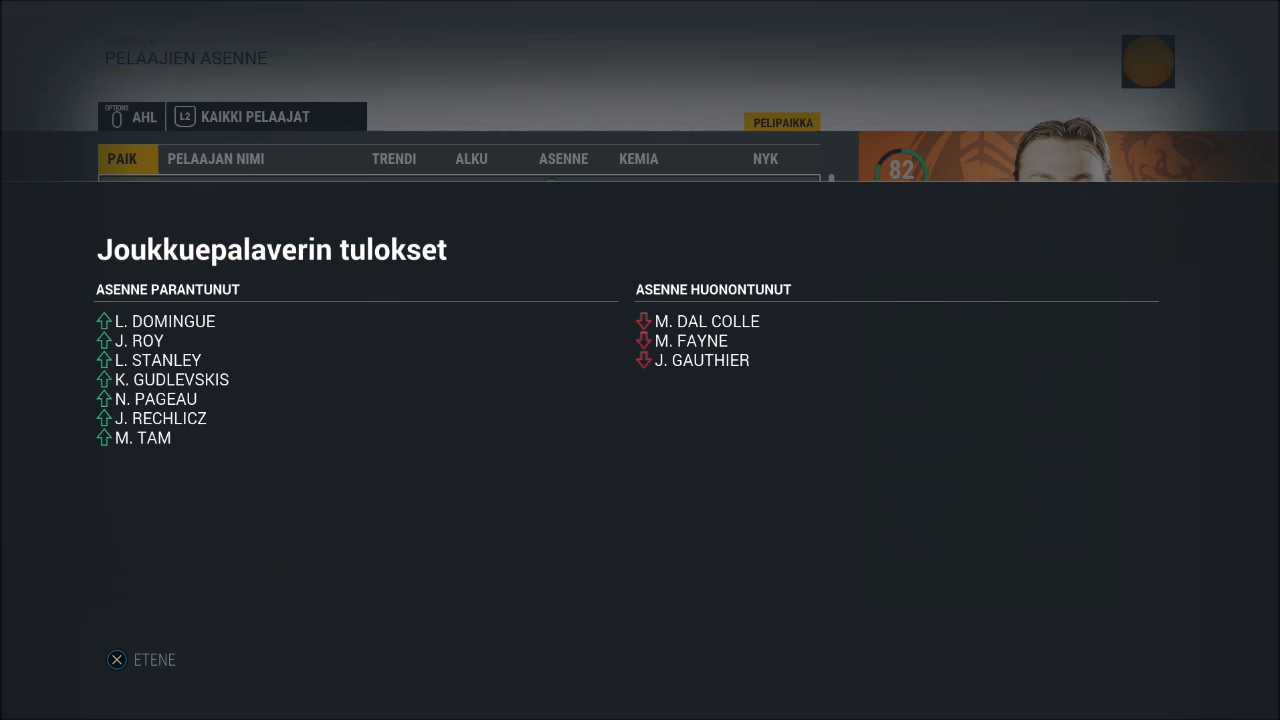 PELAAJIEN ASENNE
OPTIONS
AHL
L2 KAIKKI PELAAJAT
PELIPAIKKA
PAIK PELAAJAN NIMI TRENDI ALKU ASENNE KEMIA NYK
82
Joukkuepalaverin tulokset
ASENNE PARANTUNUT
L. DOMINGUE
J. ROY
L. STANLEY
K. GUDLEVSKIS
N. PAGEAU
J. RECHLICZ
M. TAM
ASENNE HUONONTUNUT
M. DAL COLLE
M. FAYNE
J. GAUTHIER
ETENE